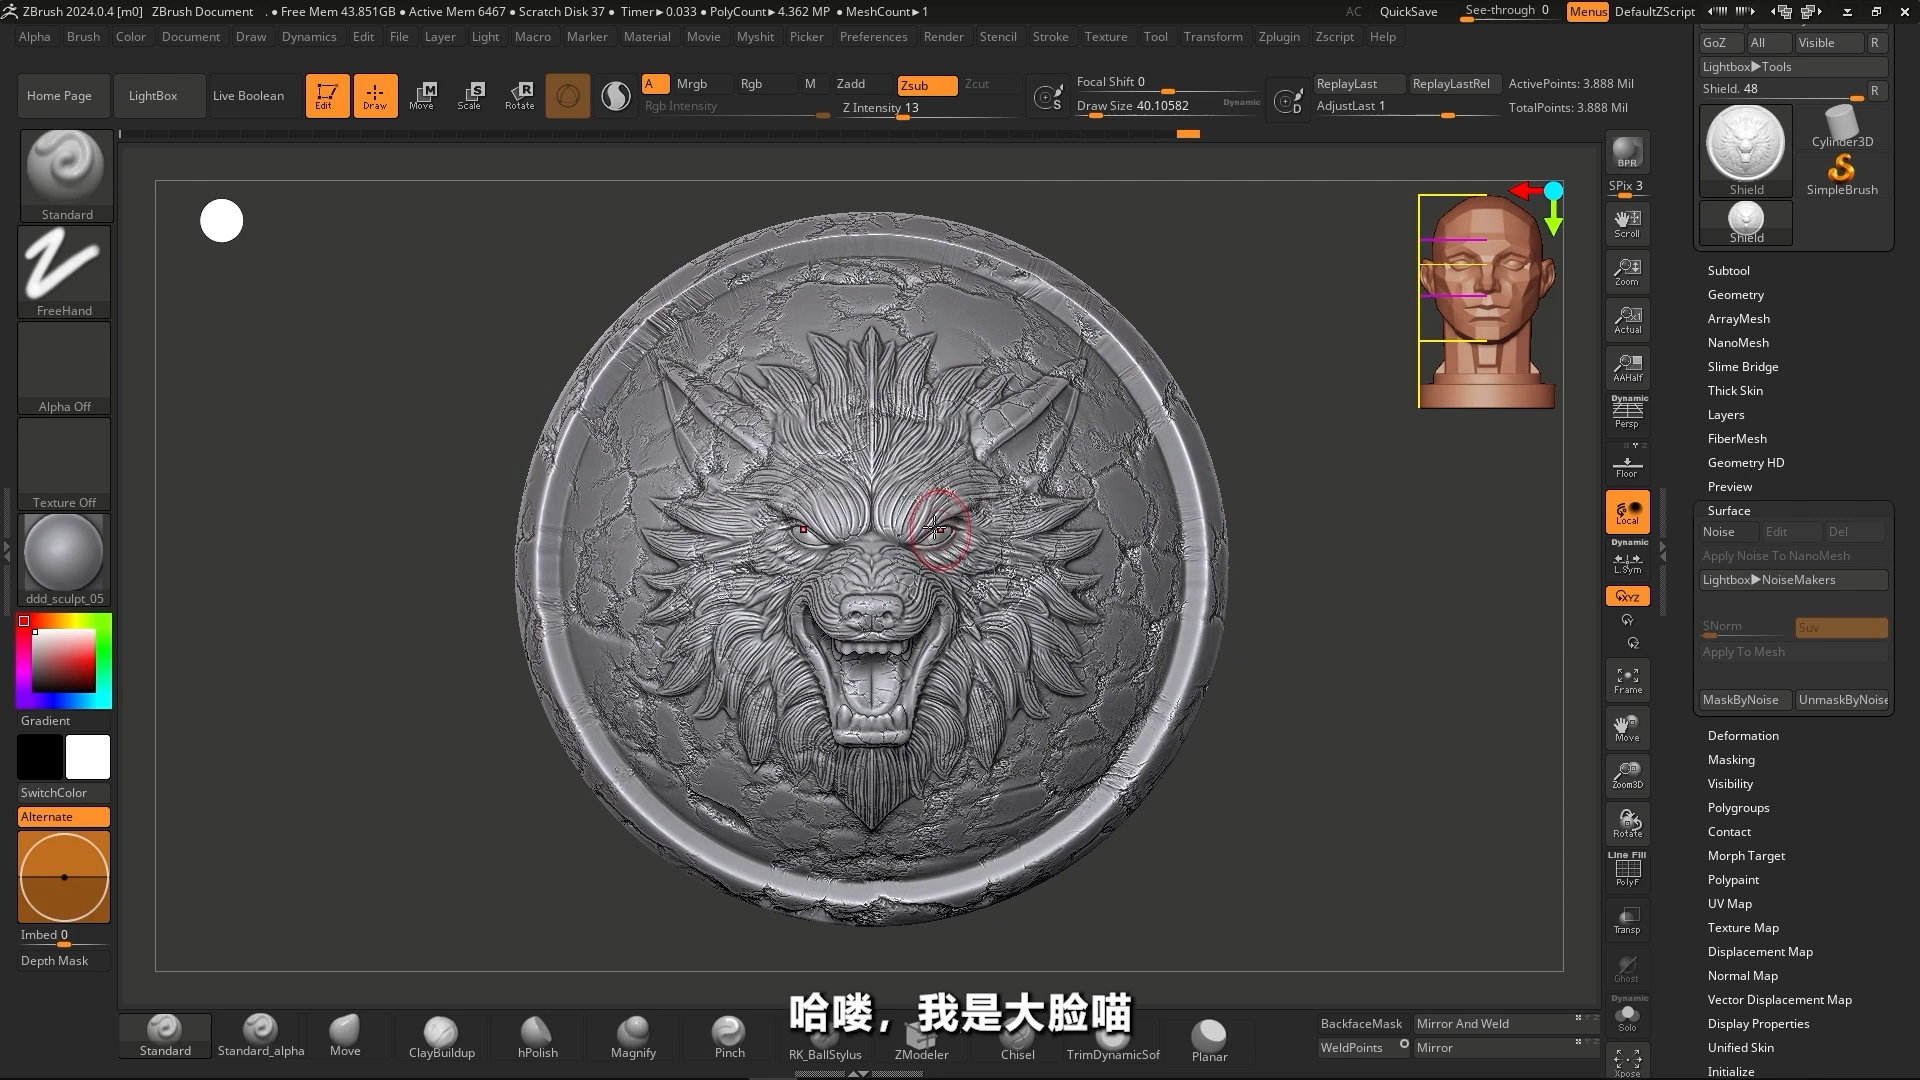 ZBrush 2024.0.4 [m0] ZBrush Document . ● Free Mem 43.851GB ● Active Mem 6467 ● Scratch Disk 37 ● Timer►0.033 ● PolyCount►4.362 MP ● MeshCount►1 AC QuickSave See-through 0 Menus DefaultZScript
Alpha Brush Color Document Draw Dynamics Edit File Layer Light Macro Marker Material Movie Myshit Picker Preferences Render Stencil Stroke Texture Tool Transform Zplugin Zscript Help
GoZ All Visible R
Lightbox►Tools
Shield. 48 R
Home Page LightBox Live Boolean Edit Draw Move Scale Rotate
A Mrgb Rgb M Zadd Zsub Zcut
Rgb Intensity Z Intensity 13
Focal Shift 0
Draw Size 40.10582 Dynamic
ReplayLast ReplayLastRel ActivePoints: 3.888 Mil
AdjustLast 1 TotalPoints: 3.888 Mil
Standard
FreeHand
Alpha Off
Texture Off
ddd_sculpt_05
Gradient
SwitchColor
Alternate
Imbed 0
Depth Mask
BPR
SPix 3
Scroll
Zoom
Actual
AAHalf
Dynamic
Persp
Floor
Local
Dynamic
L.Sym
XYZ
Frame
Move
Zoom3D
Rotate
Line Fill
PolyF
Transp
Ghost
Dynamic
Solo
Xpose
Shield
Cylinder3D
SimpleBrush
Shield
Subtool
Geometry
ArrayMesh
NanoMesh
Slime Bridge
Thick Skin
Layers
FiberMesh
Geometry HD
Preview
Surface
Noise Edit Del
Apply Noise To NanoMesh
Lightbox►NoiseMakers
SNorm Suv
Apply To Mesh
MaskByNoise UnmaskByNoise
Deformation
Masking
Visibility
Polygroups
Contact
Morph Target
Polypaint
UV Map
Texture Map
Displacement Map
Normal Map
Vector Displacement Map
Display Properties
Unified Skin
Initialize
哈喽，我是大脸喵
Standard Standard_alpha Move ClayBuildup hPolish Magnify Pinch RK_BallStylus ZModeler Chisel TrimDynamicSof Planar
BackfaceMask Mirror And Weld
WeldPoints Mirror